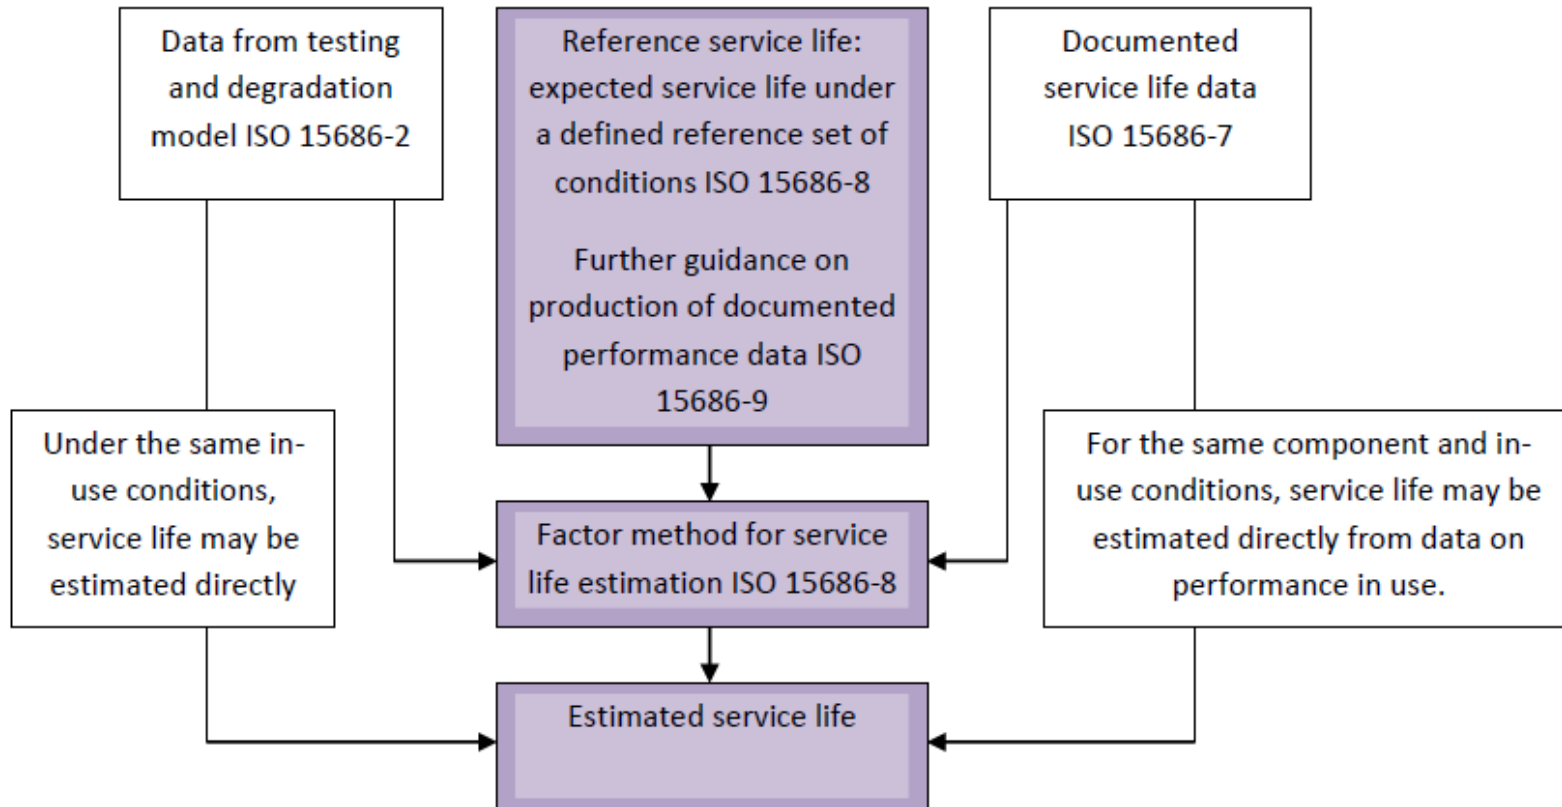 Data from testing
and degradation
model ISO 15686-2
Reference service life:
expected service life under
a defined reference set of
conditions ISO 15686-8
Further guidance on
production of documented
performance data ISO
15686-9
Documented
service life data
ISO 15686-7
Under the same in-
use conditions,
service life may be
estimated directly
Factor method for service
life estimation ISO 15686-8
For the same component and in-
use conditions, service life may be
estimated directly from data on
performance in use.
Estimated service life